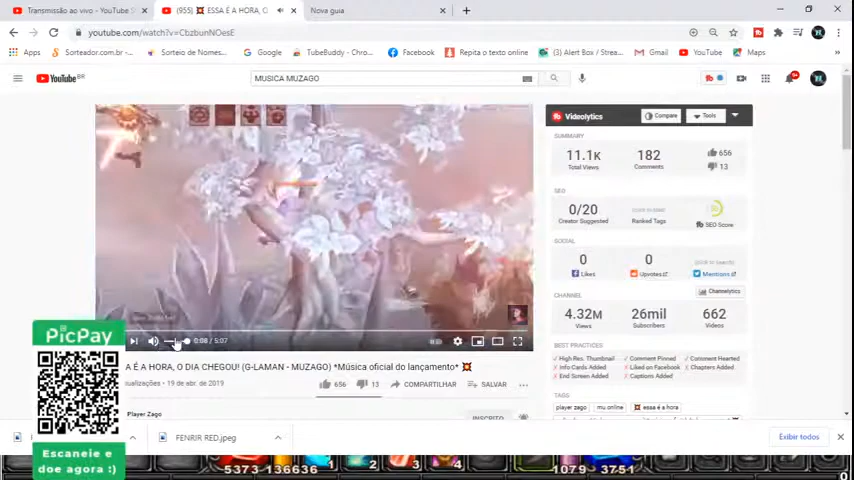 Transmissão ao vivo - YouTube S
(955) 💥 ESSA É A HORA, O
Nova guia
youtube.com/watch?v=CbzbunNOesE
Apps
Sorteador.com.br -...
Sorteio de Nomes...
Google
TubeBuddy - Chro...
Facebook
Repita o texto online
(3) Alert Box / Strea...
Gmail
YouTube
Maps
YouTube BR
MUSICA MUZAGO
9+
Videolytics
Compare
Tools
SUMMARY
11.1K
Total Views
182
Comments
656
13
SEO
0/20
Creator Suggested
Ranked Tags
SEO Score
SOCIAL
0
Likes
0
Upvotes
Mentions
Channelytics
CHANNEL
4.32M
Views
26mil
Subscribers
662
Videos
BEST PRACTICES
High Res. Thumbnail
Comment Pinned
Comment Hearted
Info Cards Added
Liked on Facebook
Chapters Added
End Screen Added
Captions Added
TAGS
player zago
mu online
💥 essa é a hora
0:08 / 5:07
A É A HORA, O DIA CHEGOU! (G-LAMAN - MUZAGO) *Música oficial do lançamento* 💥
ualizações · 19 de abr. de 2019
656
13
COMPARTILHAR
SALVAR
Player Zago
INSCRITO
PicPay
Escaneie e
doe agora :)
FENRIR RED.jpeg
Exibir todos
5373
136636
1
2
3
4
1079
3751
0